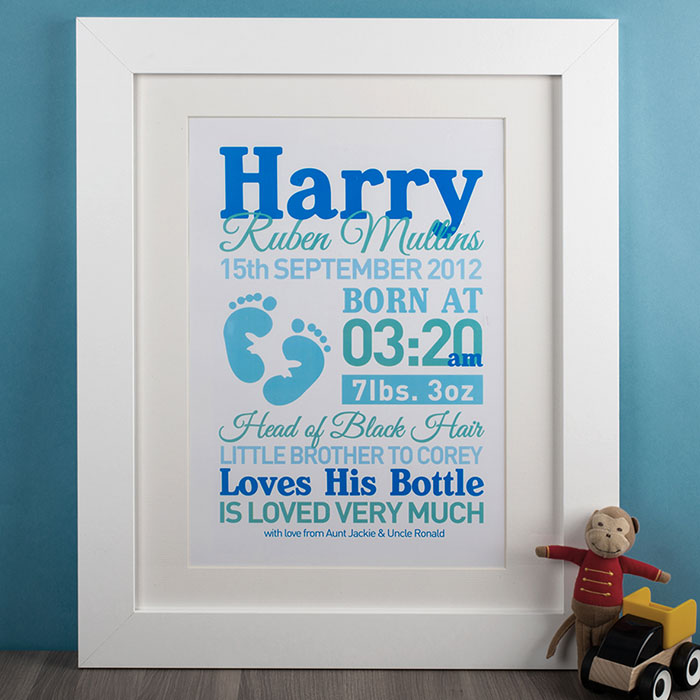 Harry
Ruben Mullins
15th SEPTEMBER 2012
BORN AT
03:20 am
7lbs. 3oz
Head of Black Hair
LITTLE BROTHER TO COREY
Loves His Bottle
IS LOVED VERY MUCH
with love from Aunt Jackie & Uncle Ronald